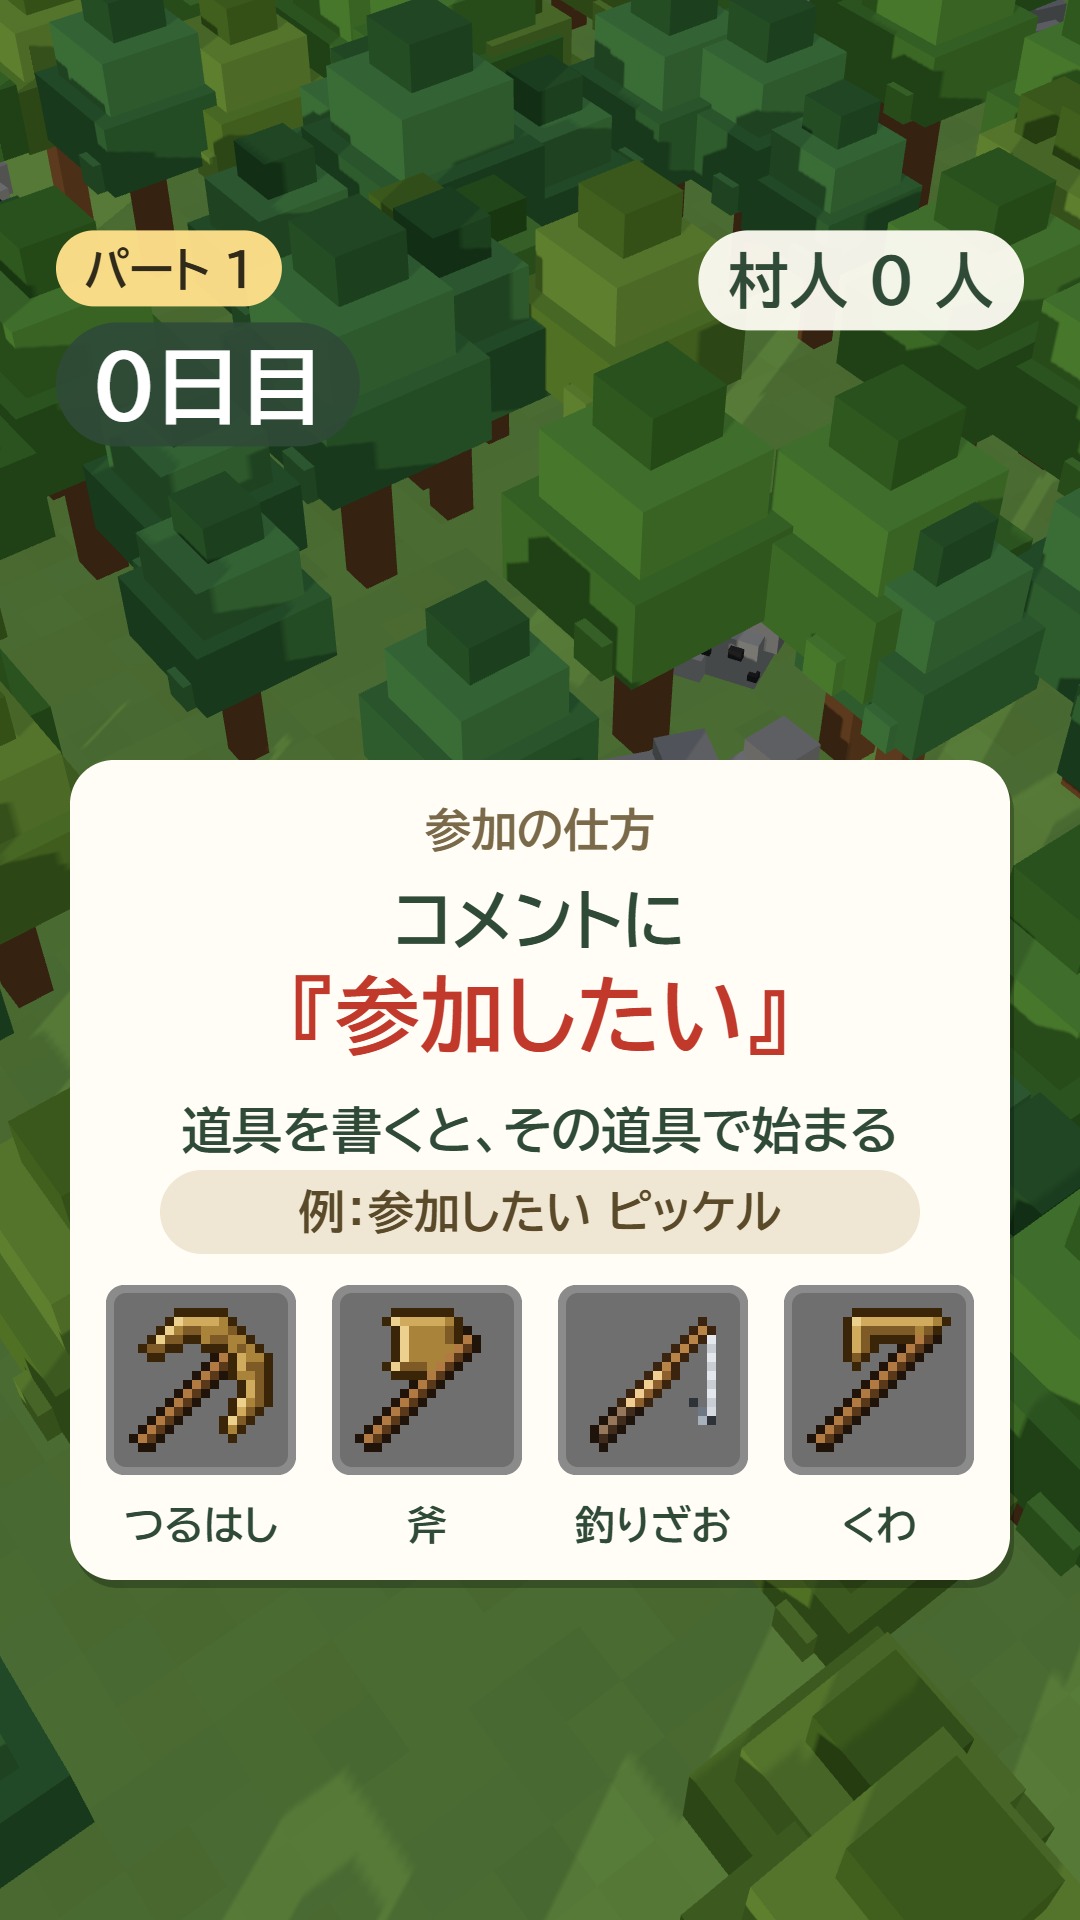 パート 1
村人 0 人
0日目
参加の仕方
コメントに
『参加したい』
道具を書くと、その道具で始まる
例：参加したい ピッケル
つるはし
斧
釣りざお
くわ